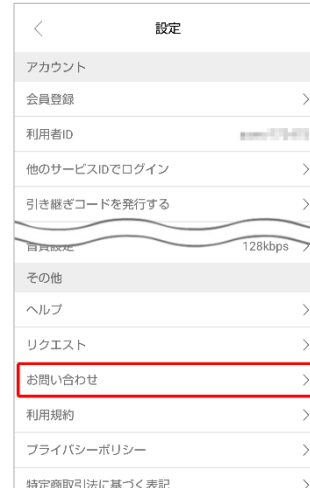 設定
アカウント
会員登録
利用者ID
他のサービスIDでログイン
引き継ぎコードを発行する
音質設定 128kbps
その他
ヘルプ
リクエスト
お問い合わせ
利用規約
プライバシーポリシー
特定商取引法に基づく表記